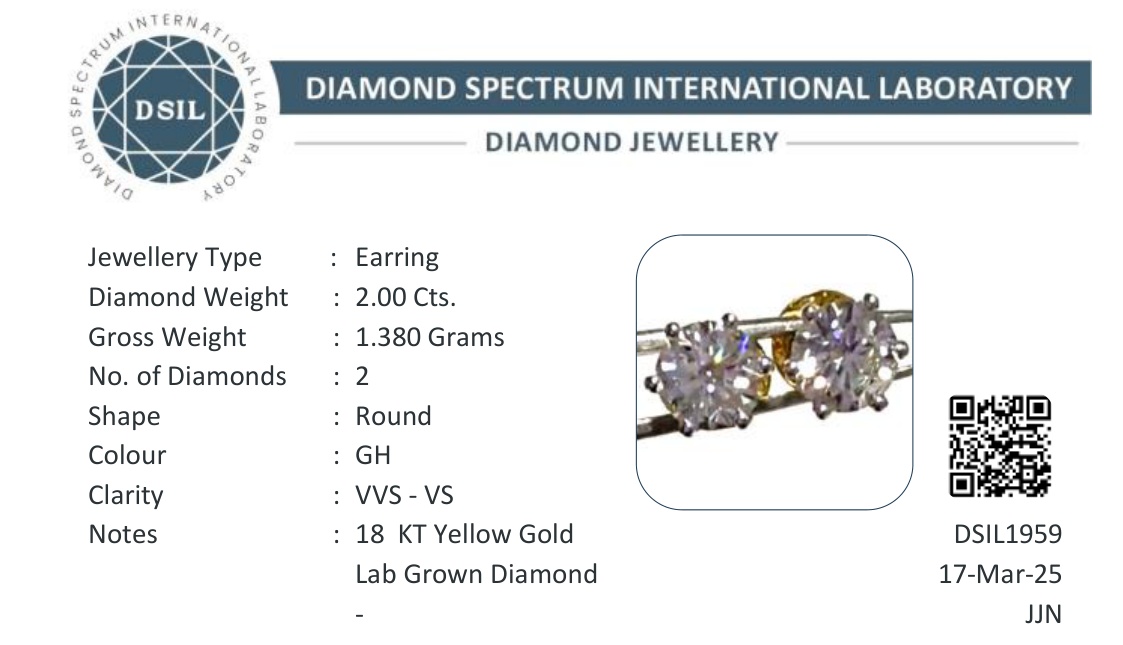 DIAMOND SPECTRUM INTERNATIONAL LABORATORY
DSIL
DIAMOND SPECTRUM INTERNATIONAL LABORATORY
DIAMOND JEWELLERY
Jewellery Type : Earring
Diamond Weight : 2.00 Cts.
Gross Weight : 1.380 Grams
No. of Diamonds : 2
Shape : Round
Colour : GH
Clarity : VVS - VS
Notes : 18 KT Yellow Gold DSIL1959
Lab Grown Diamond 17-Mar-25
- JJN